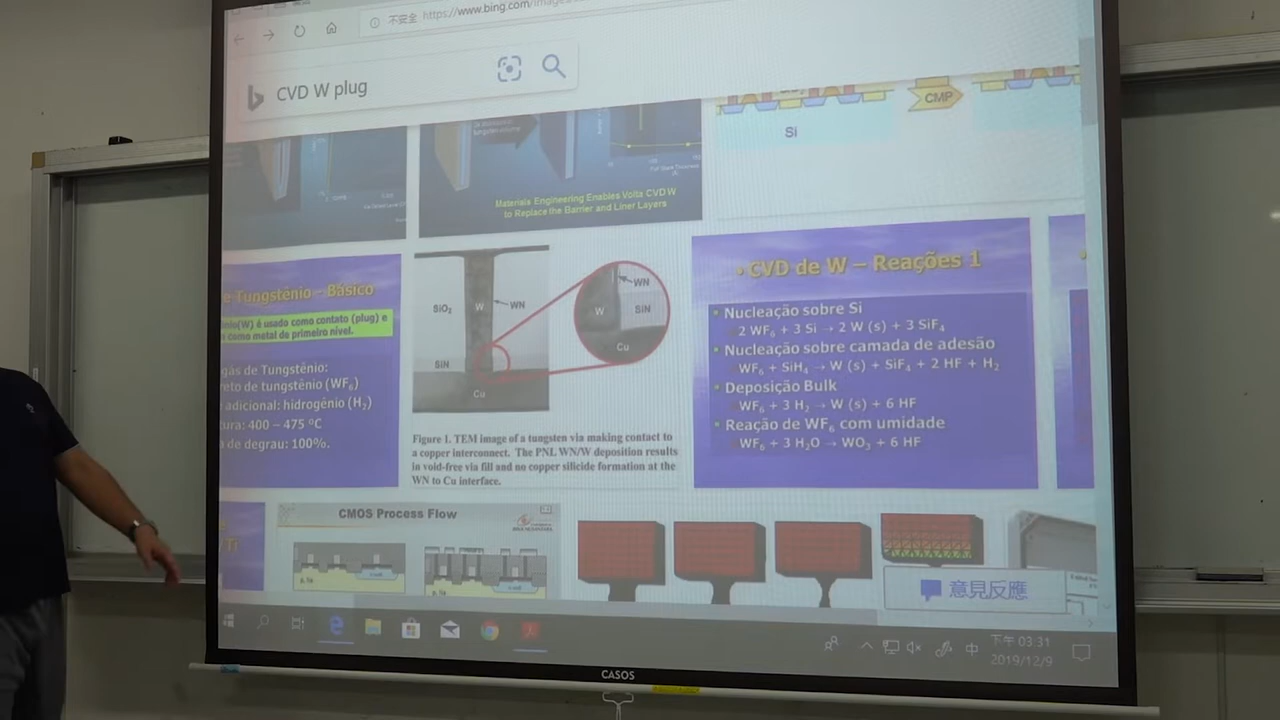 不安全 https://www.bing.com/images
CVD W plug
CMP
Si
Materials Engineering Enables Volta CVD W
to Replace the Barrier and Liner Layers
e Tungstênio - Básico
(W) é usado como contato (plug) e
como metal de primeiro nível.
gás de Tungstênio:
eto de tungstênio (WF₆)
adicional: hidrogênio (H₂)
tura: 400 – 475 ºC
de degrau: 100%.
SiO₂
W
WN
SiN
Cu
WN
W
SiN
Cu
Figure 1. TEM image of a tungsten via making contact to
a copper interconnect. The PNL WN/W deposition results
in void-free via fill and no copper silicide formation at the
WN to Cu interface.
• CVD de W – Reações 1
Nucleação sobre Si
2 WF₆ + 3 Si → 2 W (s) + 3 SiF₄
Nucleação sobre camada de adesão
WF₆ + SiH₄ → W (s) + SiF₄ + 2 HF + H₂
Deposição Bulk
WF₆ + 3 H₂ → W (s) + 6 HF
Reação de WF₆ com umidade
WF₆ + 3 H₂O → WO₃ + 6 HF
Ti
CMOS Process Flow
意見反應
中
下午 03:31
2019/12/9
CASOS